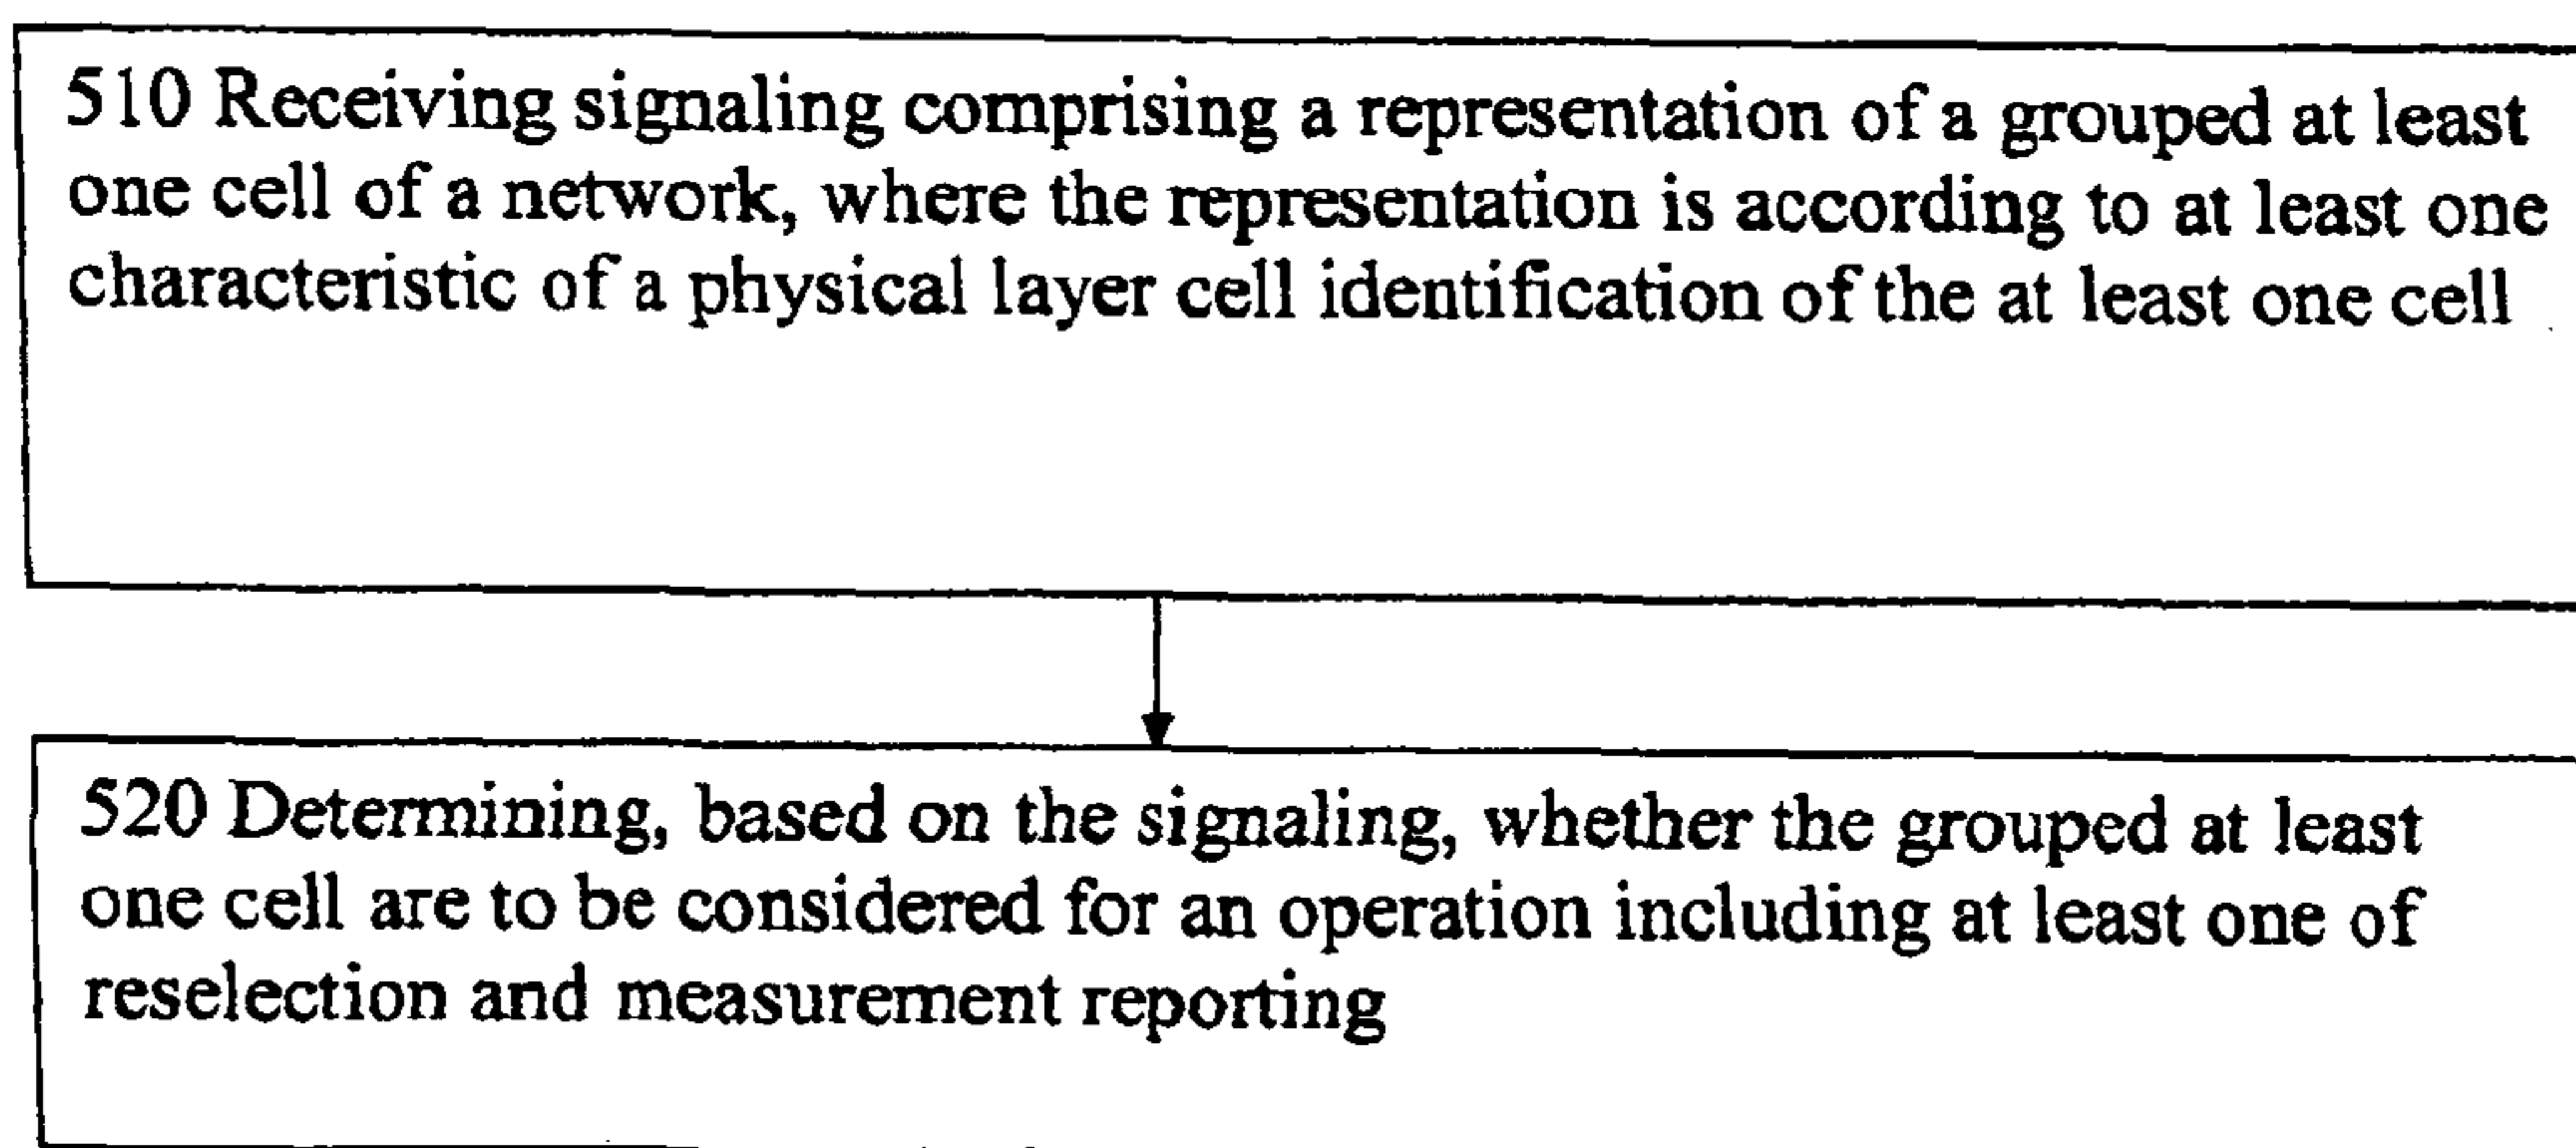 510 Receiving signaling comprising a representation of a grouped at least
one cell of a network, where the representation is according to at least one
characteristic of a physical layer cell identification of the at least one cell
520 Determining, based on the signaling, whether the grouped at least
one cell are to be considered for an operation including at least one of
reselection and measurement reporting